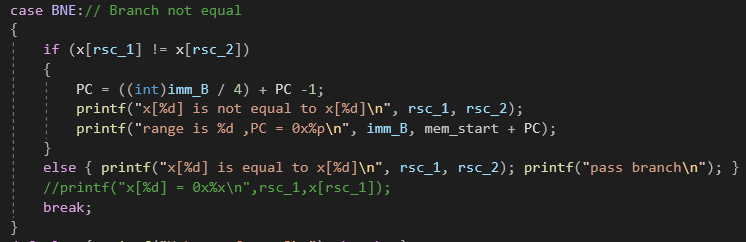 case BNE:// Branch not equal
{
if (x[rsc_1] != x[rsc_2])
{
PC = ((int)imm_B / 4) + PC -1;
printf("x[%d] is not equal to x[%d]\n", rsc_1, rsc_2);
printf("range is %d ,PC = 0x%p\n", imm_B, mem_start + PC);
}
else { printf("x[%d] is equal to x[%d]\n", rsc_1, rsc_2); printf("pass branch\n"); }
//printf("x[%d] = 0x%x\n",rsc_1,x[rsc_1]);
break;
}